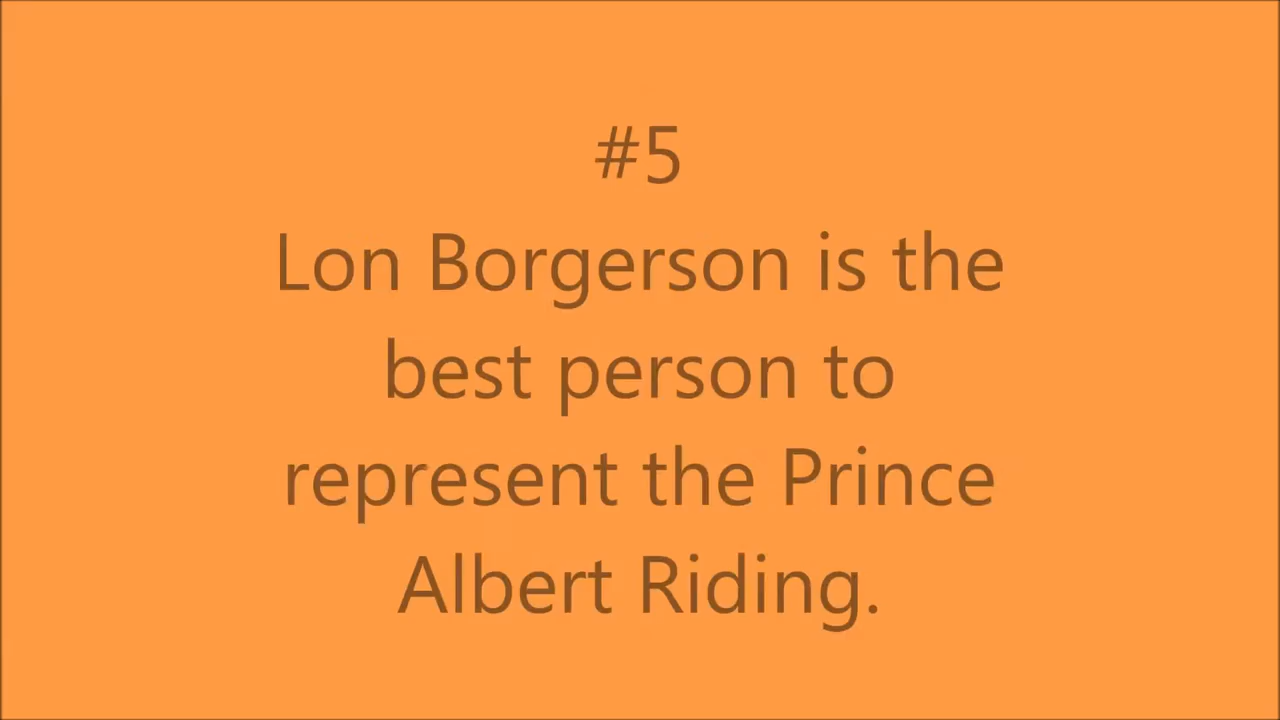 #5
Lon Borgerson is the
best person to
represent the Prince
Albert Riding.